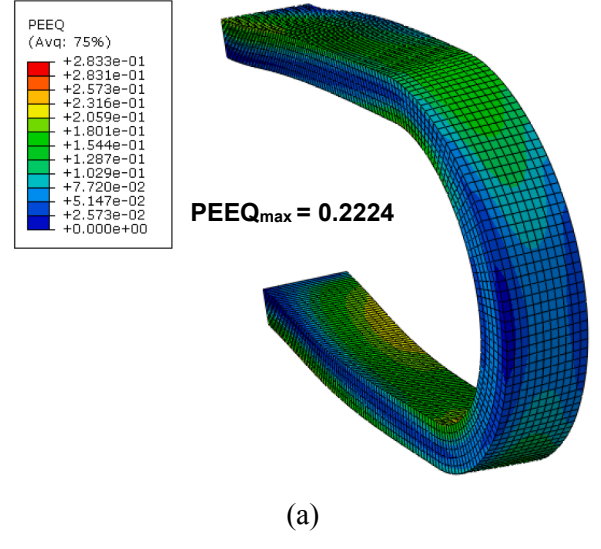 PEEQ
(Avg: 75%)
+2.833e-01
+2.831e-01
+2.573e-01
+2.316e-01
+2.059e-01
+1.801e-01
+1.544e-01
+1.287e-01
+1.029e-01
+7.720e-02
+5.147e-02
+2.573e-02
+0.000e+00
PEEQmax = 0.2224
(a)